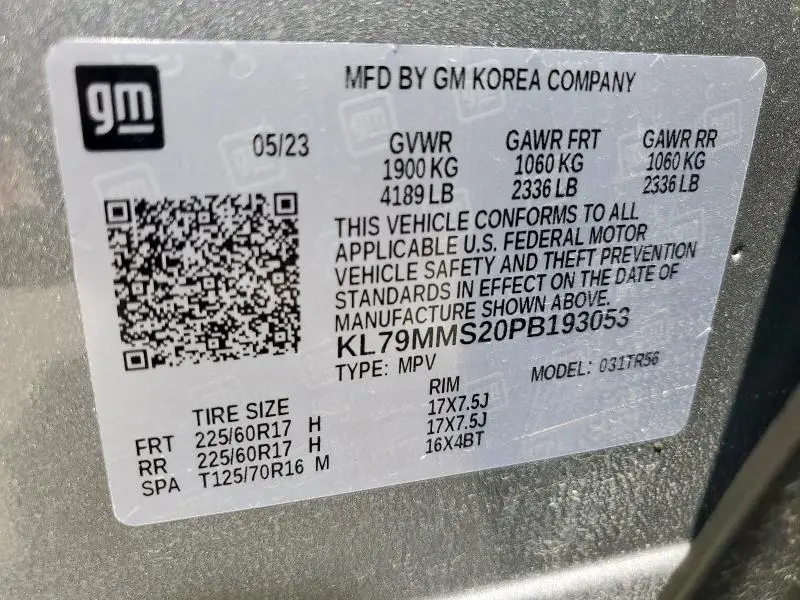 gm
MFD BY GM KOREA COMPANY
05/23
GVWR GAWR FRT GAWR RR
1900 KG 1060 KG 1060 KG
4189 LB 2336 LB 2336 LB
THIS VEHICLE CONFORMS TO ALL
APPLICABLE U.S. FEDERAL MOTOR
VEHICLE SAFETY AND THEFT PREVENTION
STANDARDS IN EFFECT ON THE DATE OF
MANUFACTURE SHOWN ABOVE.
KL79MMS20PB193053
TYPE: MPV MODEL: 031TR56
TIRE SIZE RIM
FRT 225/60R17 H 17X7.5J
RR 225/60R17 H 17X7.5J
SPA T125/70R16 M 16X4BT